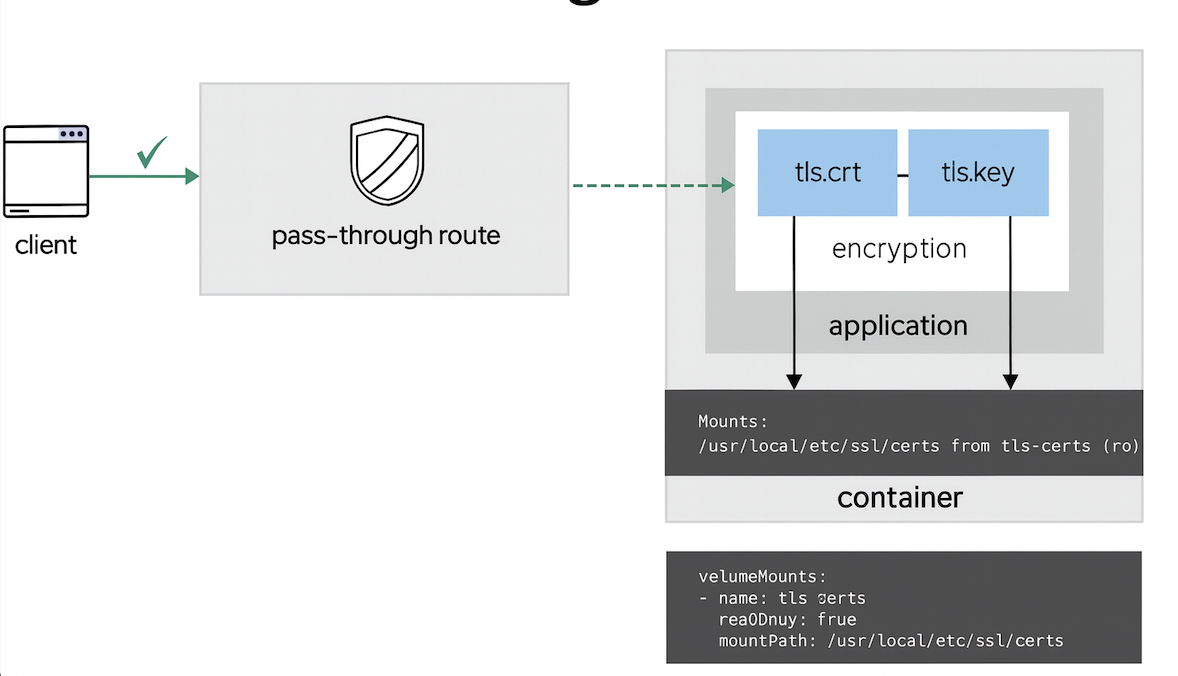 client
pass-through route
tls.crt
tls.key
encryption
application
Mounts:
/usr/local/etc/ssl/certs from tls-certs (ro)
container
velumeMounts:
- name: tls
reaODnuy: frue
mountPath: /usr/local/etc/ssl/certs